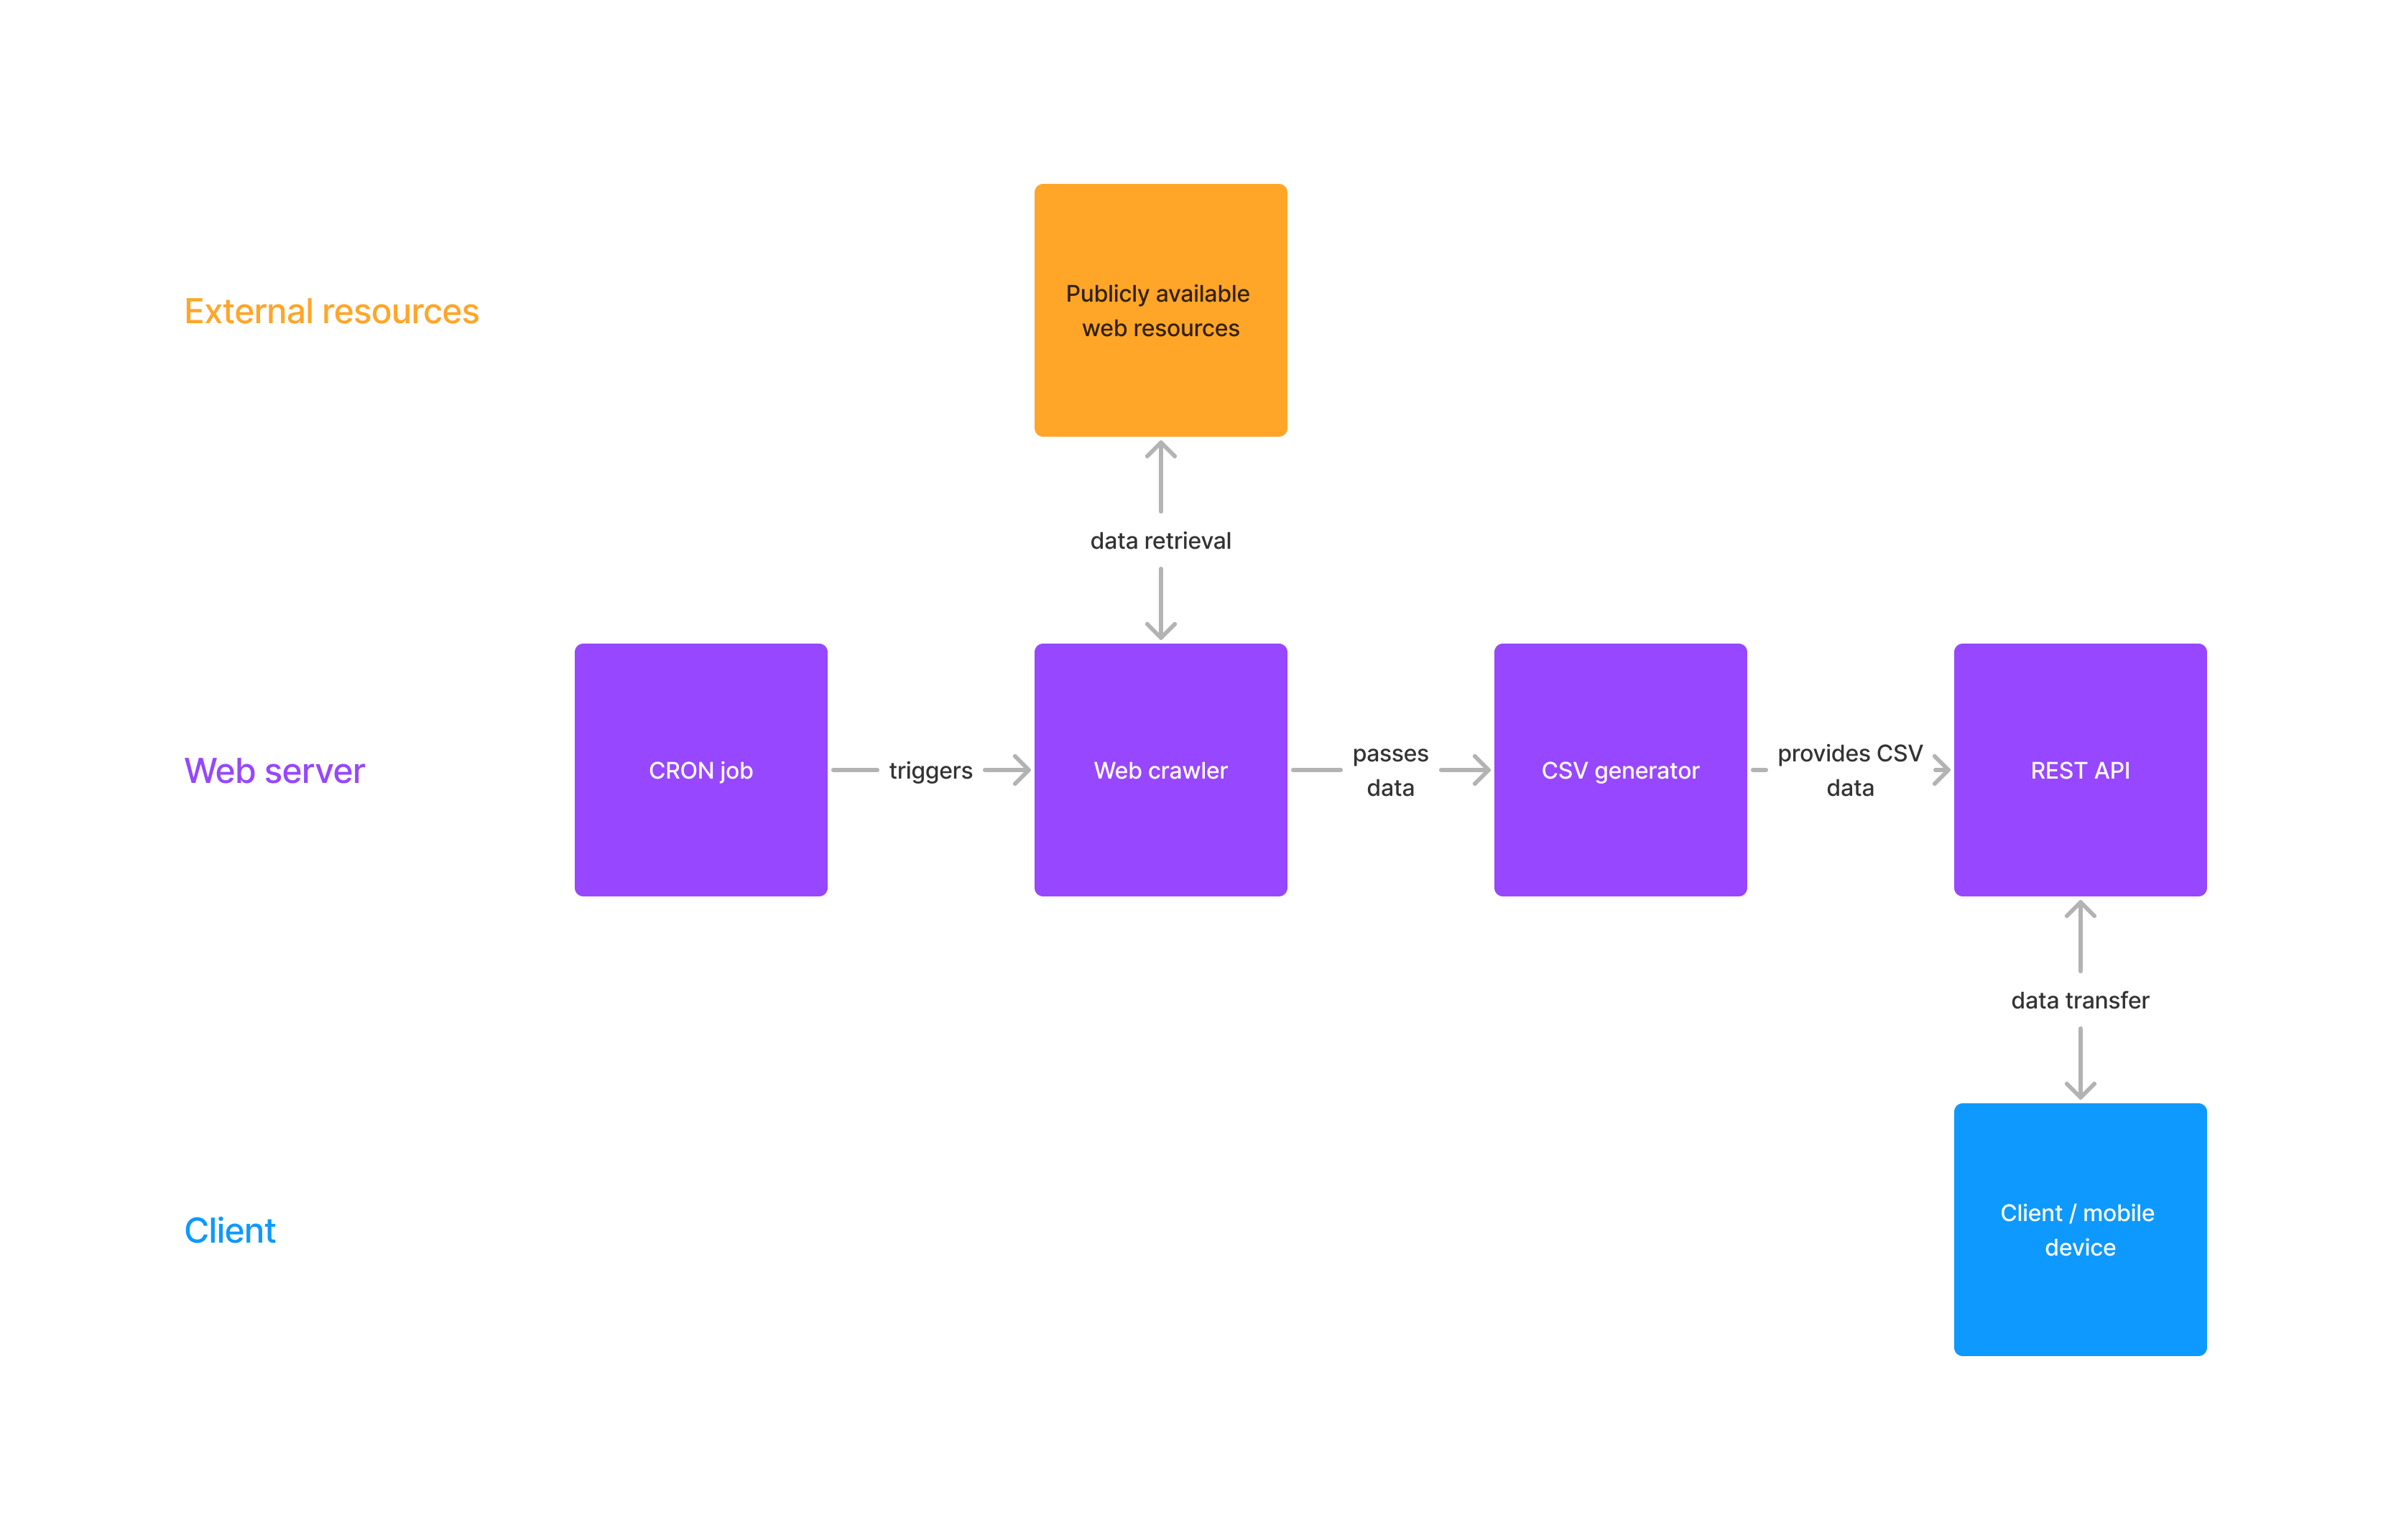 External resources
Publicly available
web resources
data retrieval
Web server
CRON job
triggers
Web crawler
passes
data
CSV generator
provides CSV
data
REST API
data transfer
Client
Client / mobile
device